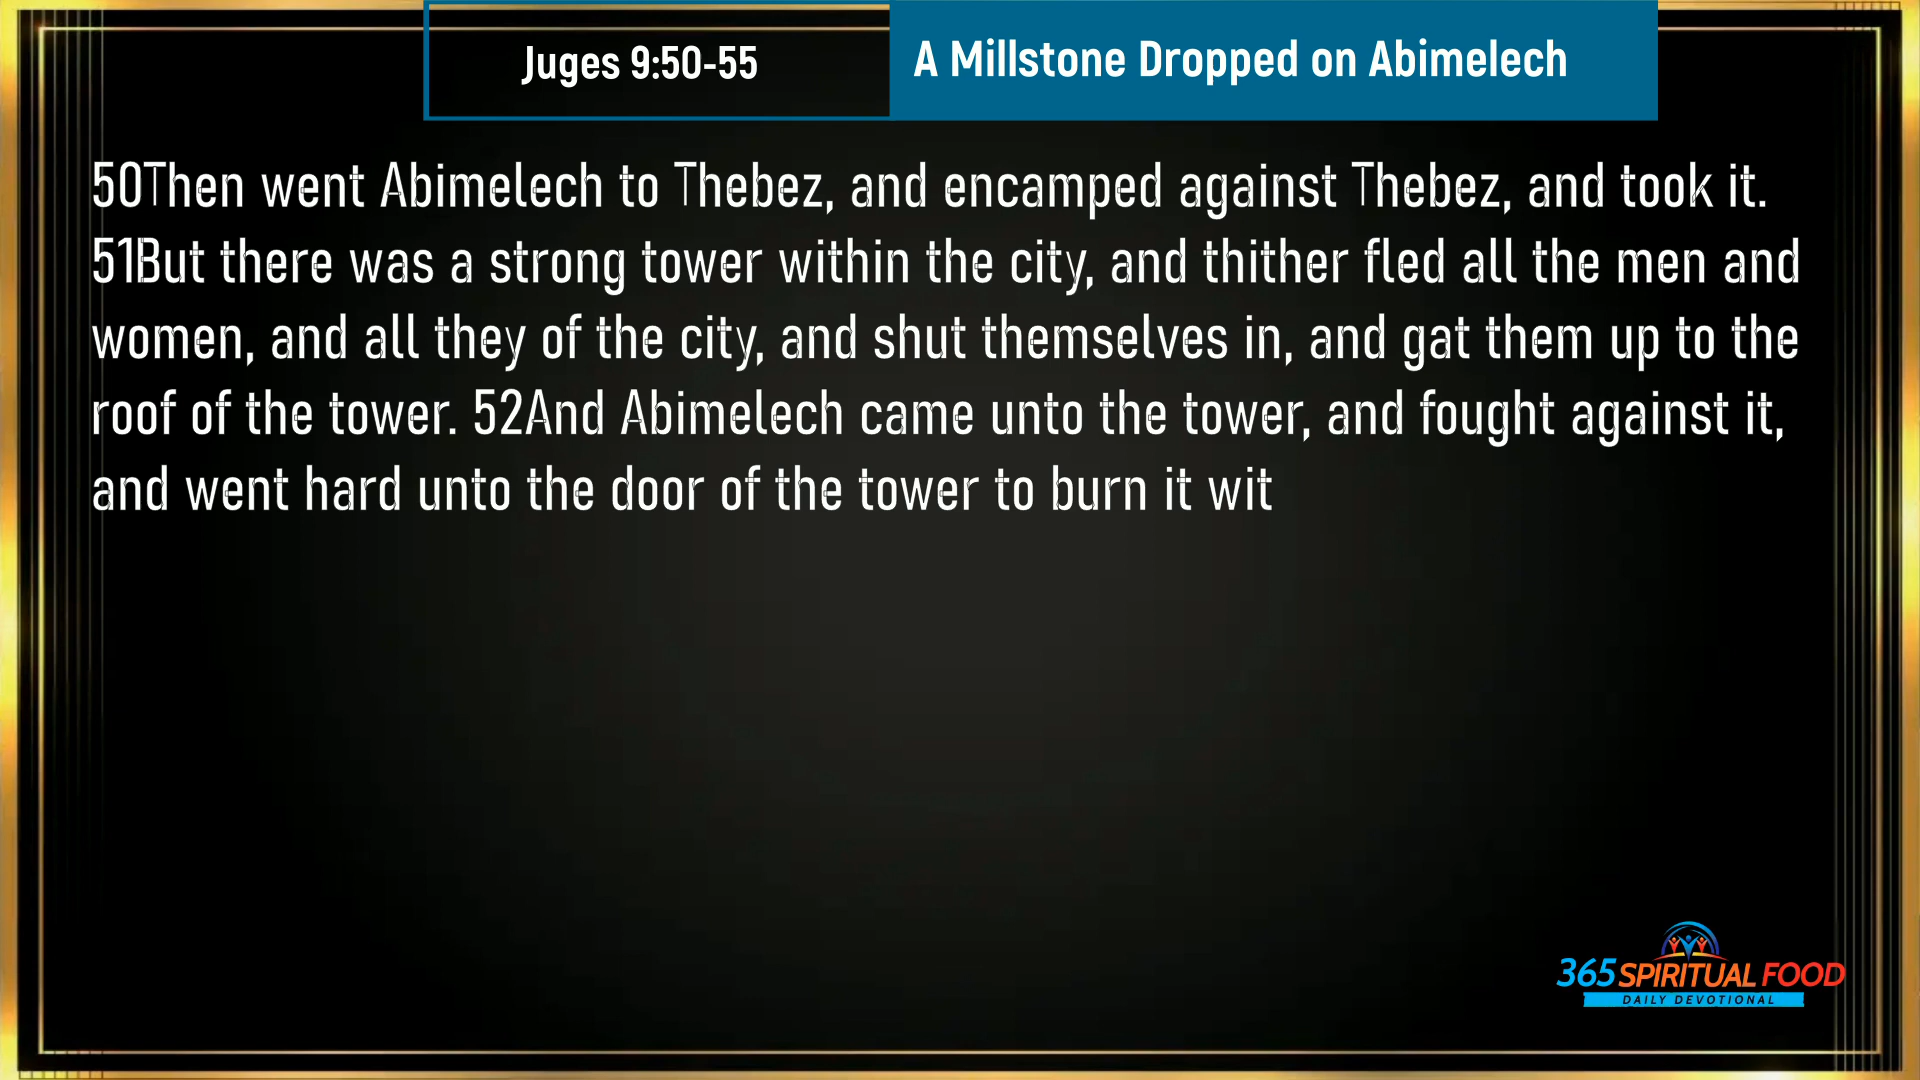 Juges 9:50-55
A Millstone Dropped on Abimelech
50Then went Abimelech to Thebez, and encamped against Thebez, and took it.
51But there was a strong tower within the city, and thither fled all the men and
women, and all they of the city, and shut themselves in, and gat them up to the
roof of the tower. 52And Abimelech came unto the tower, and fought against it,
and went hard unto the door of the tower to burn it wit
365 SPIRITUAL FOOD
DAILY DEVOTIONAL